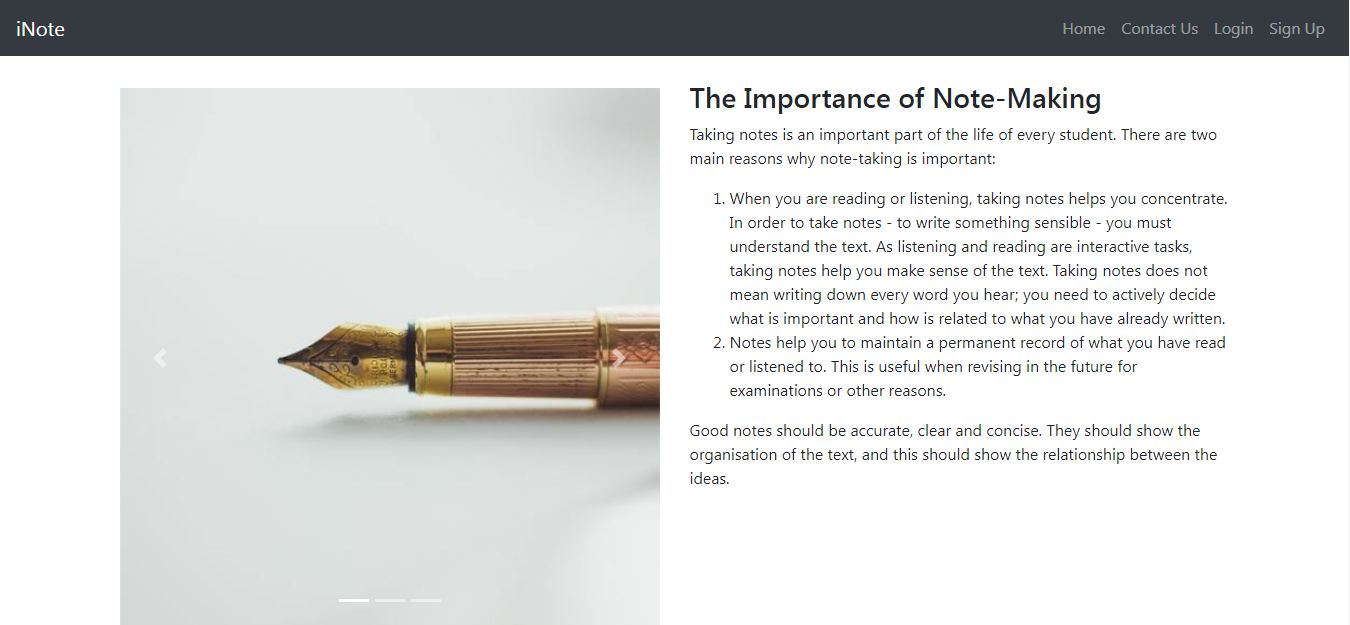 iNote
Home Contact Us Login Sign Up
The Importance of Note-Making
Taking notes is an important part of the life of every student. There are two
main reasons why note-taking is important:
1. When you are reading or listening, taking notes helps you concentrate.
In order to take notes - to write something sensible - you must
understand the text. As listening and reading are interactive tasks,
taking notes help you make sense of the text. Taking notes does not
mean writing down every word you hear; you need to actively decide
what is important and how is related to what you have already written.
2. Notes help you to maintain a permanent record of what you have read
or listened to. This is useful when revising in the future for
examinations or other reasons.
Good notes should be accurate, clear and concise. They should show the
organisation of the text, and this should show the relationship between the
ideas.